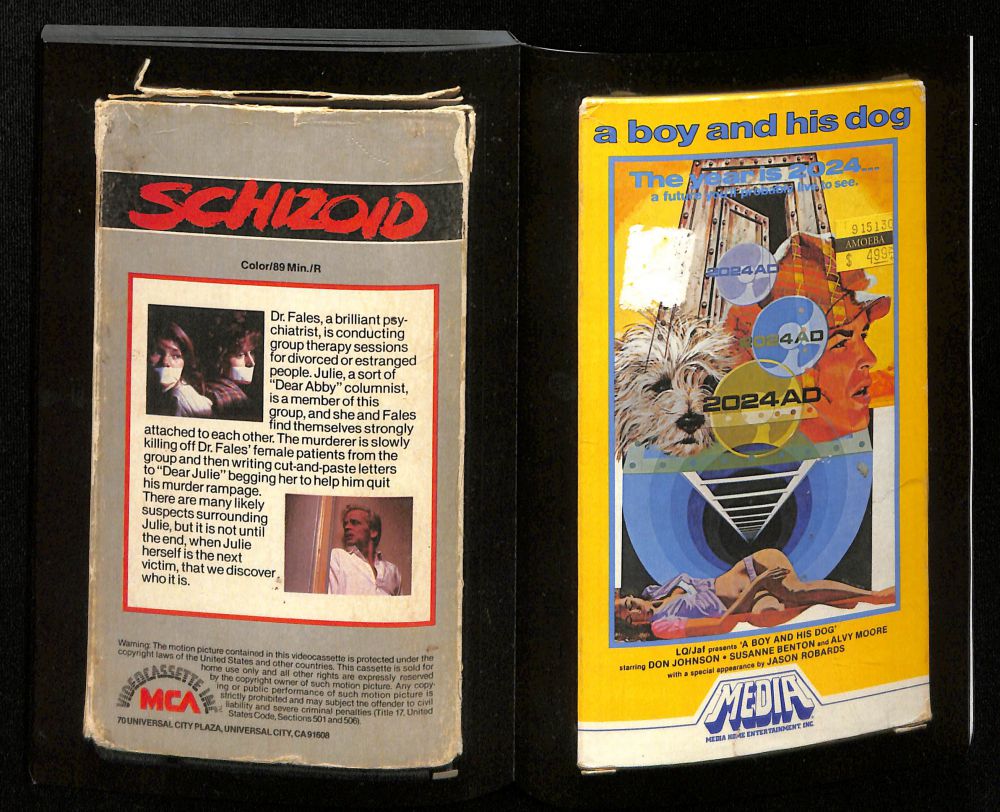 SCHIZOID
Color/89 Min./R
Dr. Fales, a brilliant psy-
chiatrist, is conducting
group therapy sessions
for divorced or estranged
people. Julie, a sort of
"Dear Abby" columnist,
is a member of this
group, and she and Fales
find themselves strongly
attached to each other. The murderer is slowly
killing off Dr. Fales' female patients from the
group and then writing cut-and-paste letters
to "Dear Julie" begging her to help him quit
his murder rampage.
There are many likely
suspects surrounding
Julie, but it is not until
the end, when Julie
herself is the next
victim, that we discover
who it is.
Warning: The motion picture contained in this videocassette is protected under the
copyright laws of the United States and other countries. This cassette is sold for
home use only and all other rights are expressly reserved
by the copyright owner of such motion picture. Any copy-
ing or public performance of such motion picture is
strictly prohibited and may subject the offender to civil
liability and severe criminal penalties (Title 17, United
States Code, Sections 501 and 506).
MCA
VIDEOCASSETTE INC.
70 UNIVERSAL CITY PLAZA, UNIVERSAL CITY, CA 91608
a boy and his dog
The year is 2024...
a future you'll probably live to see.
915130
AMOEBA
$ 499
2024AD
2024AD
2024AD
LQ/Jaf presents 'A BOY AND HIS DOG'
starring DON JOHNSON • SUSANNE BENTON and ALVY MOORE
with a special appearance by JASON ROBARDS
MEDIA
MEDIA HOME ENTERTAINMENT, INC.